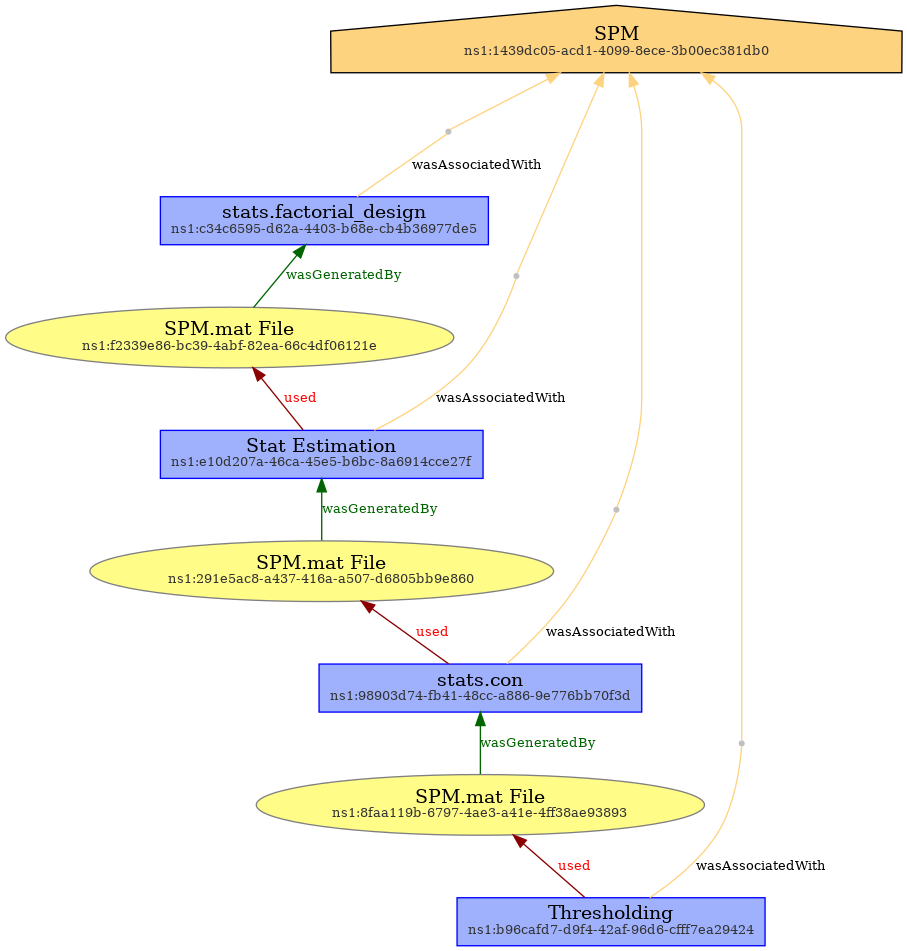 SPM
ns1:1439dc05-acd1-4099-8ece-3b00ec381db0
wasAssociatedWith
stats.factorial_design
ns1:c34c6595-d62a-4403-b68e-cb4b36977de5
wasGeneratedBy
SPM.mat File
ns1:f2339e86-bc39-4abf-82ea-66c4df06121e
used
wasAssociatedWith
Stat Estimation
ns1:e10d207a-46ca-45e5-b6bc-8a6914cce27f
wasGeneratedBy
SPM.mat File
ns1:291e5ac8-a437-416a-a507-d6805bb9e860
used
wasAssociatedWith
stats.con
ns1:98903d74-fb41-48cc-a886-9e776bb70f3d
wasGeneratedBy
SPM.mat File
ns1:8faa119b-6797-4ae3-a41e-4ff38ae93893
used
wasAssociatedWith
Thresholding
ns1:b96cafd7-d9f4-42af-96d6-cfff7ea29424